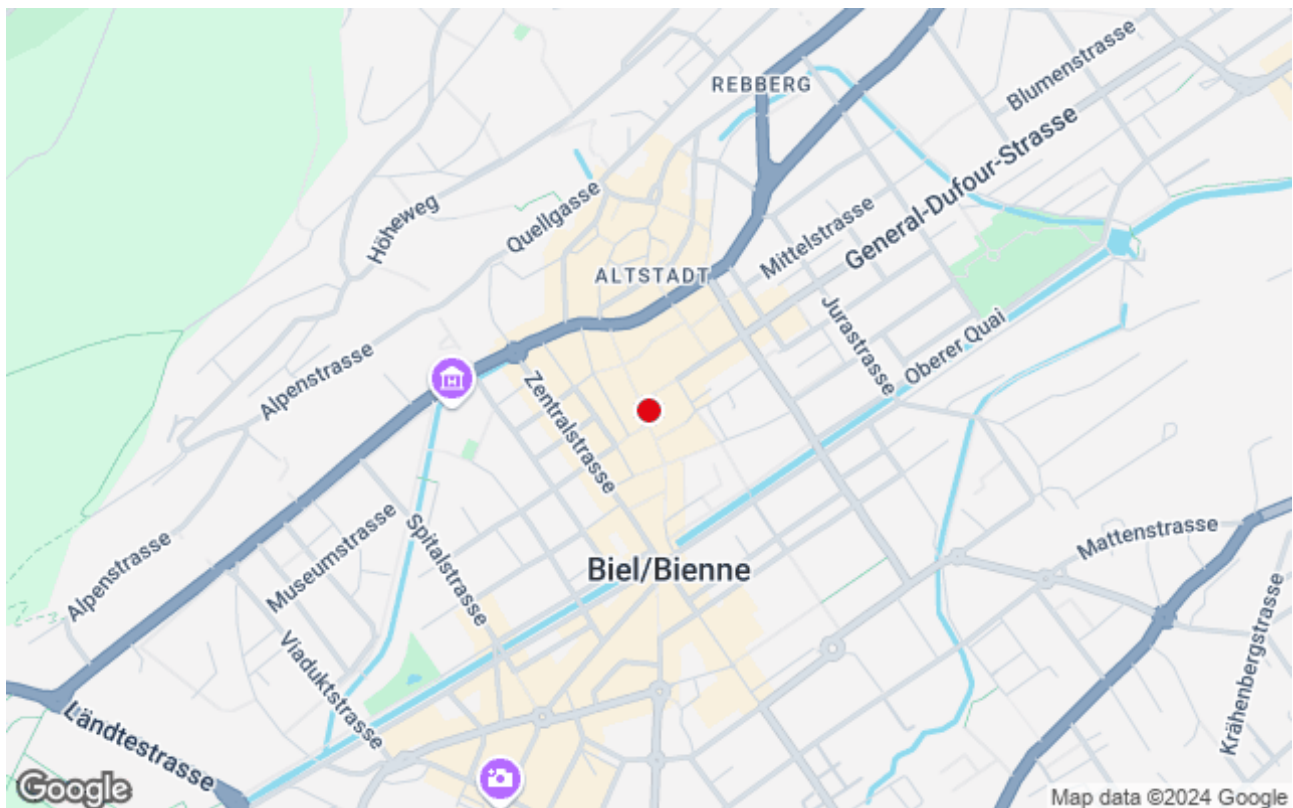 REBBERG
Blumenstrasse
General-Dufour-Strasse
Höheweg
Quellgasse
Mittelstrasse
ALTSTADT
Jurastrasse
Oberer Quai
Alpenstrasse
Zentralstrasse
H
Spitalstrasse
Museumstrasse
Mattenstrasse
Biel/Bienne
Alpenstrasse
Viaduktstrasse
Krähenbergstrasse
Ländtestrasse
Google
Map data ©2024 Google